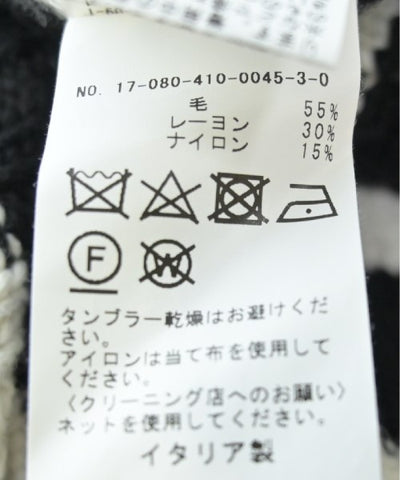 NO. 17-080-410-0045-3-0
毛 55%
レーヨン 30%
ナイロン 15%
F
W
タンブラー乾燥はお避けくだ
さい。
アイロンは当て布を使用して
ください。
〈クリーニング店へのお願い〉
ネットを使用してください。
イタリア製